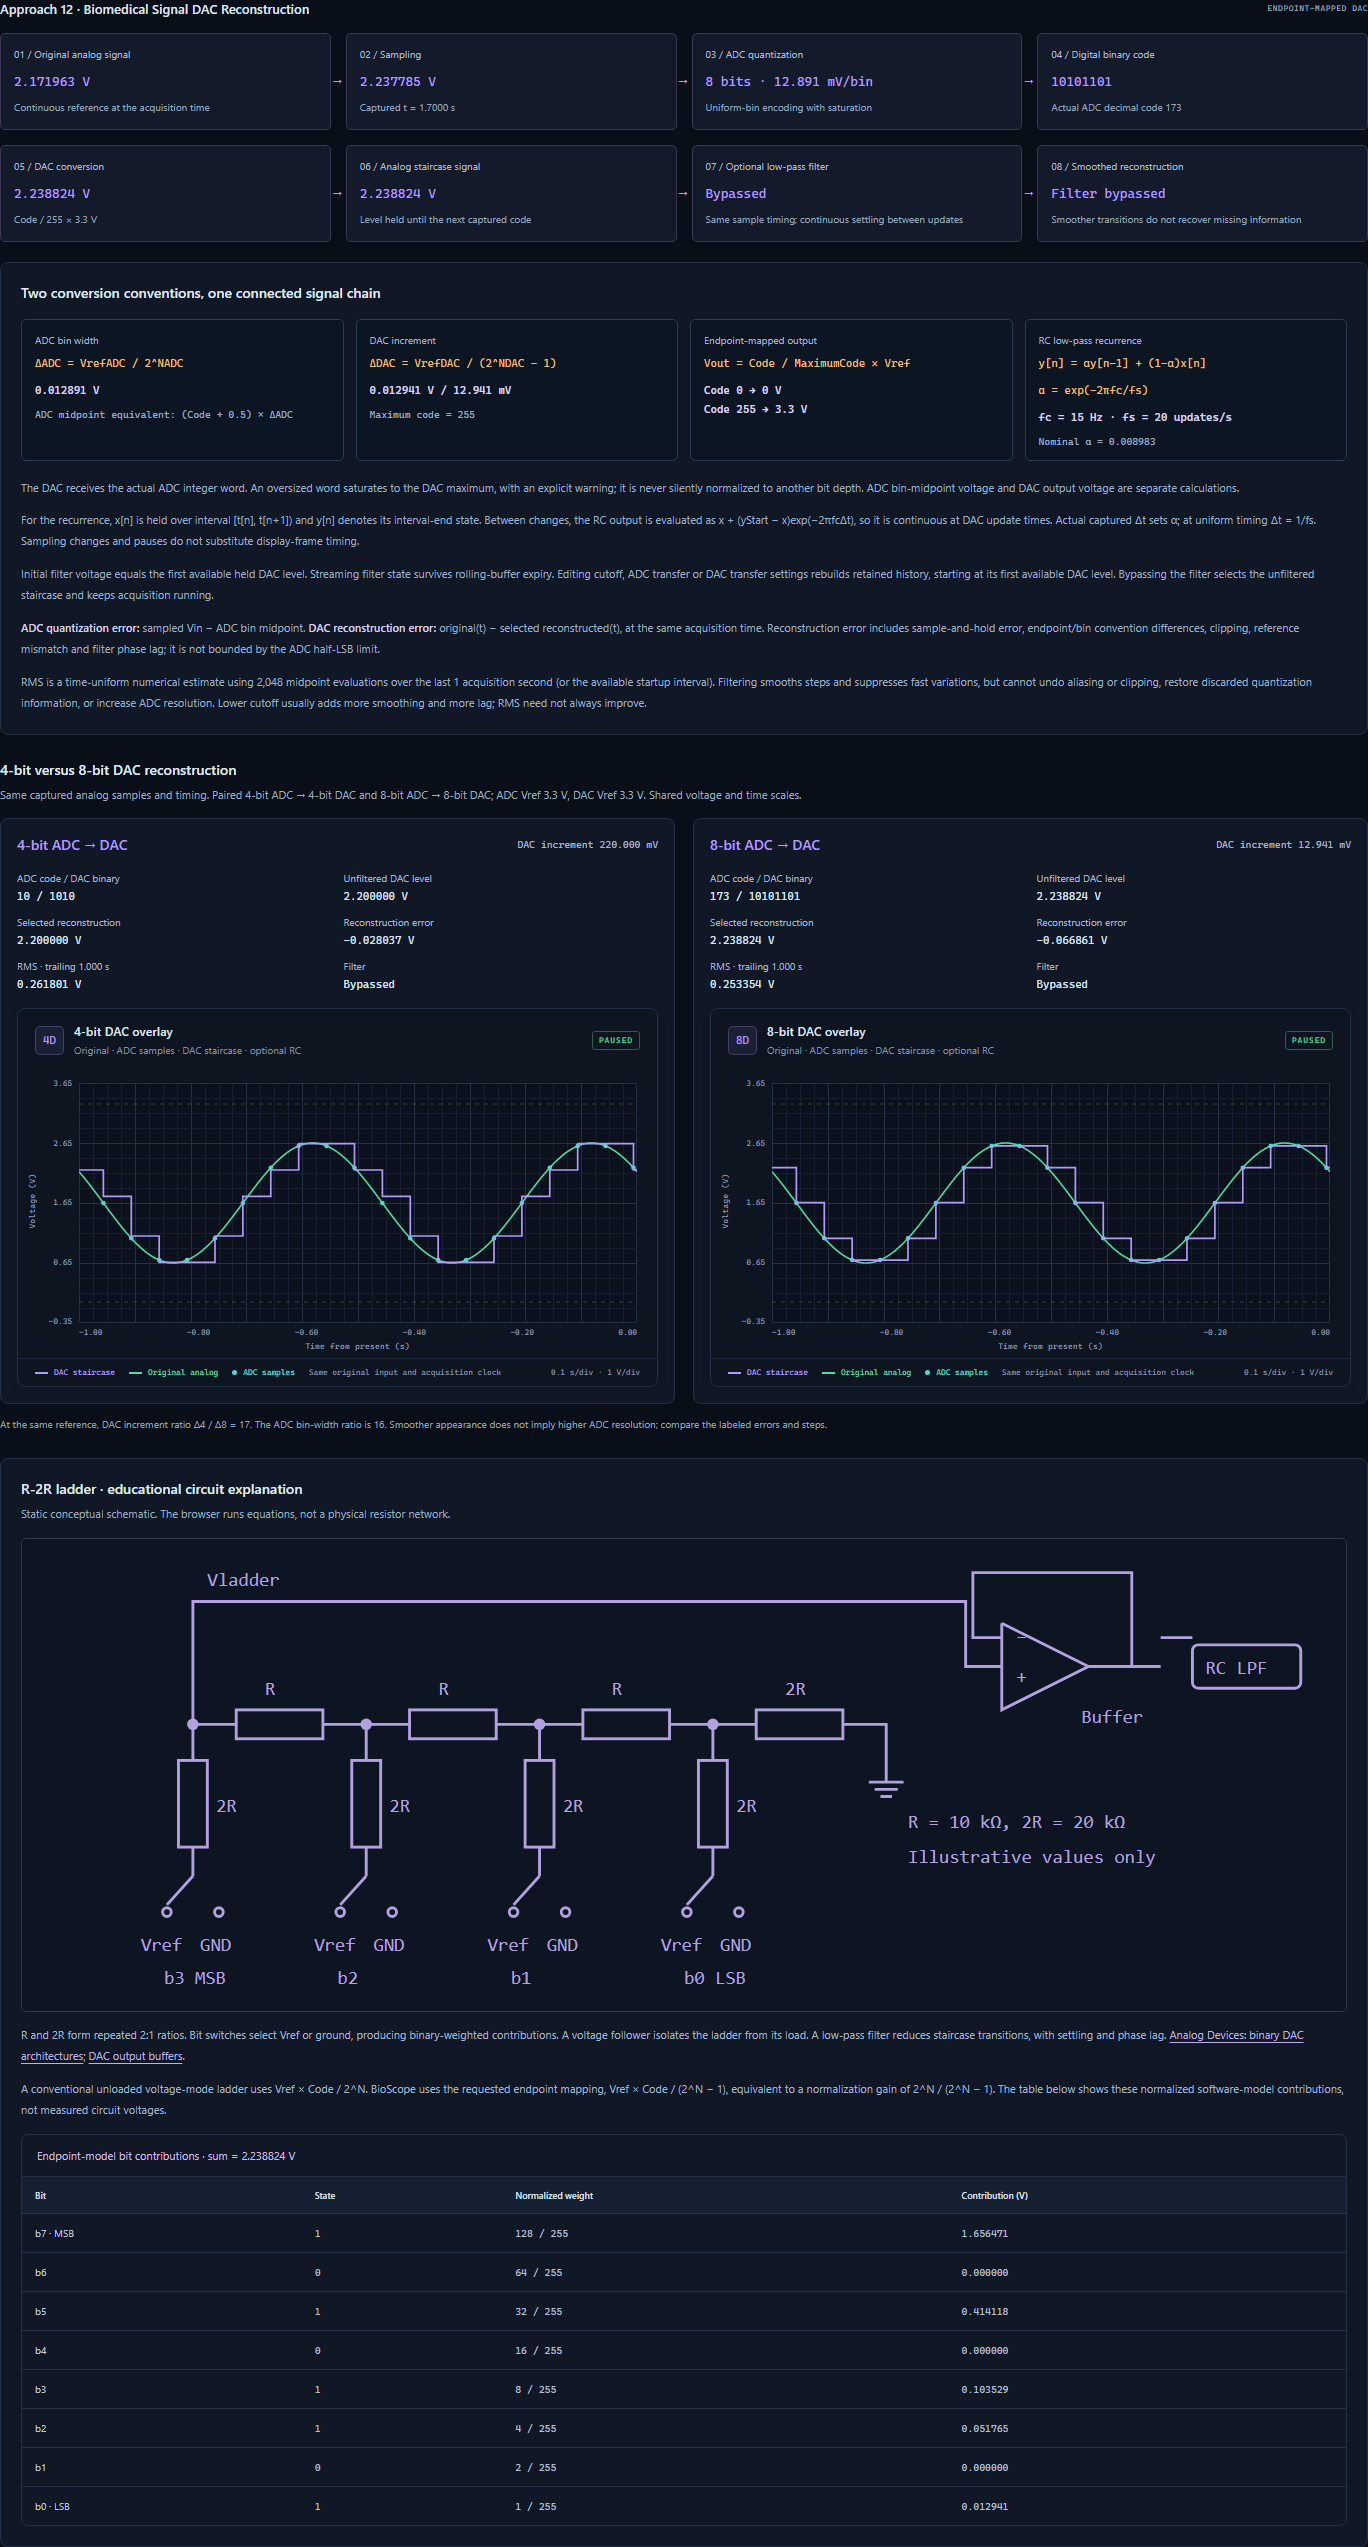 Approach 12 · Biomedical Signal DAC Reconstruction
ENDPOINT-MAPPED DAC
01 / Original analog signal
2.171963 V
Continuous reference at the acquisition time
→
02 / Sampling
2.237785 V
Captured t = 1.7000 s
→
03 / ADC quantization
8 bits · 12.891 mV/bin
Uniform-bin encoding with saturation
→
04 / Digital binary code
10101101
Actual ADC decimal code 173
05 / DAC conversion
2.238824 V
Code / 255 × 3.3 V
→
06 / Analog staircase signal
2.238824 V
Level held until the next captured code
→
07 / Optional low-pass filter
Bypassed
Same sample timing; continuous settling between updates
→
08 / Smoothed reconstruction
Filter bypassed
Smoother transitions do not recover missing information
Two conversion conventions, one connected signal chain
ADC bin width
ΔADC = VrefADC / 2^NADC
0.012891 V
ADC midpoint equivalent: (Code + 0.5) × ΔADC
DAC increment
ΔDAC = VrefDAC / (2^NDAC − 1)
0.012941 V / 12.941 mV
Maximum code = 255
Endpoint-mapped output
Vout = Code / MaximumCode × Vref
Code 0 → 0 V
Code 255 → 3.3 V
RC low-pass recurrence
y[n] = αy[n−1] + (1−α)x[n]
α = exp(−2πfc/fs)
fc = 15 Hz · fs = 20 updates/s
Nominal α = 0.008983
The DAC receives the actual ADC integer word. An oversized word saturates to the DAC maximum, with an explicit warning; it is never silently normalized to another bit depth. ADC bin-midpoint voltage and DAC output voltage are separate calculations.
For the recurrence, x[n] is held over interval [t[n], t[n+1]) and y[n] denotes its interval-end state. Between changes, the RC output is evaluated as x + (yStart − x)exp(−2πfcΔt), so it is continuous at DAC update times. Actual captured Δt sets α; at uniform timing Δt = 1/fs.
Sampling changes and pauses do not substitute display-frame timing.
Initial filter voltage equals the first available held DAC level. Streaming filter state survives rolling-buffer expiry. Editing cutoff, ADC transfer or DAC transfer settings rebuilds retained history, starting at its first available DAC level. Bypassing the filter selects the unfiltered
staircase and keeps acquisition running.
ADC quantization error: sampled Vin − ADC bin midpoint. DAC reconstruction error: original(t) − selected reconstructed(t), at the same acquisition time. Reconstruction error includes sample-and-hold error, endpoint/bin convention differences, clipping, reference
mismatch and filter phase lag; it is not bounded by the ADC half-LSB limit.
RMS is a time-uniform numerical estimate using 2,048 midpoint evaluations over the last 1 acquisition second (or the available startup interval). Filtering smooths steps and suppresses fast variations, but cannot undo aliasing or clipping, restore discarded quantization
information, or increase ADC resolution. Lower cutoff usually adds more smoothing and more lag; RMS need not always improve.
4-bit versus 8-bit DAC reconstruction
Same captured analog samples and timing. Paired 4-bit ADC → 4-bit DAC and 8-bit ADC → 8-bit DAC; ADC Vref 3.3 V, DAC Vref 3.3 V. Shared voltage and time scales.
4-bit ADC → DAC
DAC increment 220.000 mV
ADC code / DAC binary
10 / 1010
Unfiltered DAC level
2.200000 V
Selected reconstruction
2.200000 V
Reconstruction error
−0.028037 V
RMS · trailing 1.000 s
0.261801 V
Filter
Bypassed
4D
4-bit DAC overlay
Original · ADC samples · DAC staircase · optional RC
PAUSED
3.65
2.65
1.65
0.65
−0.35
Voltage (V)
−1.00 −0.80 −0.60 −0.40 −0.20 0.00
Time from present (s)
DAC staircase Original analog ADC samples Same original input and acquisition clock 0.1 s/div · 1 V/div
8-bit ADC → DAC
DAC increment 12.941 mV
ADC code / DAC binary
173 / 10101101
Unfiltered DAC level
2.238824 V
Selected reconstruction
2.238824 V
Reconstruction error
−0.066861 V
RMS · trailing 1.000 s
0.253354 V
Filter
Bypassed
8D
8-bit DAC overlay
Original · ADC samples · DAC staircase · optional RC
PAUSED
3.65
2.65
1.65
0.65
−0.35
Voltage (V)
−1.00 −0.80 −0.60 −0.40 −0.20 0.00
Time from present (s)
DAC staircase Original analog ADC samples Same original input and acquisition clock 0.1 s/div · 1 V/div
At the same reference, DAC increment ratio Δ4 / Δ8 = 17. The ADC bin-width ratio is 16. Smoother appearance does not imply higher ADC resolution; compare the labeled errors and steps.
R-2R ladder · educational circuit explanation
Static conceptual schematic. The browser runs equations, not a physical resistor network.
Vladder
−
+
RC LPF
Buffer
R R R 2R
2R 2R 2R 2R
R = 10 kΩ, 2R = 20 kΩ
Illustrative values only
Vref GND Vref GND Vref GND Vref GND
b3 MSB b2 b1 b0 LSB
R and 2R form repeated 2:1 ratios. Bit switches select Vref or ground, producing binary-weighted contributions. A voltage follower isolates the ladder from its load. A low-pass filter reduces staircase transitions, with settling and phase lag. Analog Devices: binary DAC
architectures; DAC output buffers.
A conventional unloaded voltage-mode ladder uses Vref × Code / 2^N. BioScope uses the requested endpoint mapping, Vref × Code / (2^N − 1), equivalent to a normalization gain of 2^N / (2^N − 1). The table below shows these normalized software-model contributions,
not measured circuit voltages.
Endpoint-model bit contributions · sum = 2.238824 V
Bit State Normalized weight Contribution (V)
b7 · MSB 1 128 / 255 1.656471
b6 0 64 / 255 0.000000
b5 1 32 / 255 0.414118
b4 0 16 / 255 0.000000
b3 1 8 / 255 0.103529
b2 1 4 / 255 0.051765
b1 0 2 / 255 0.000000
b0 · LSB 1 1 / 255 0.012941